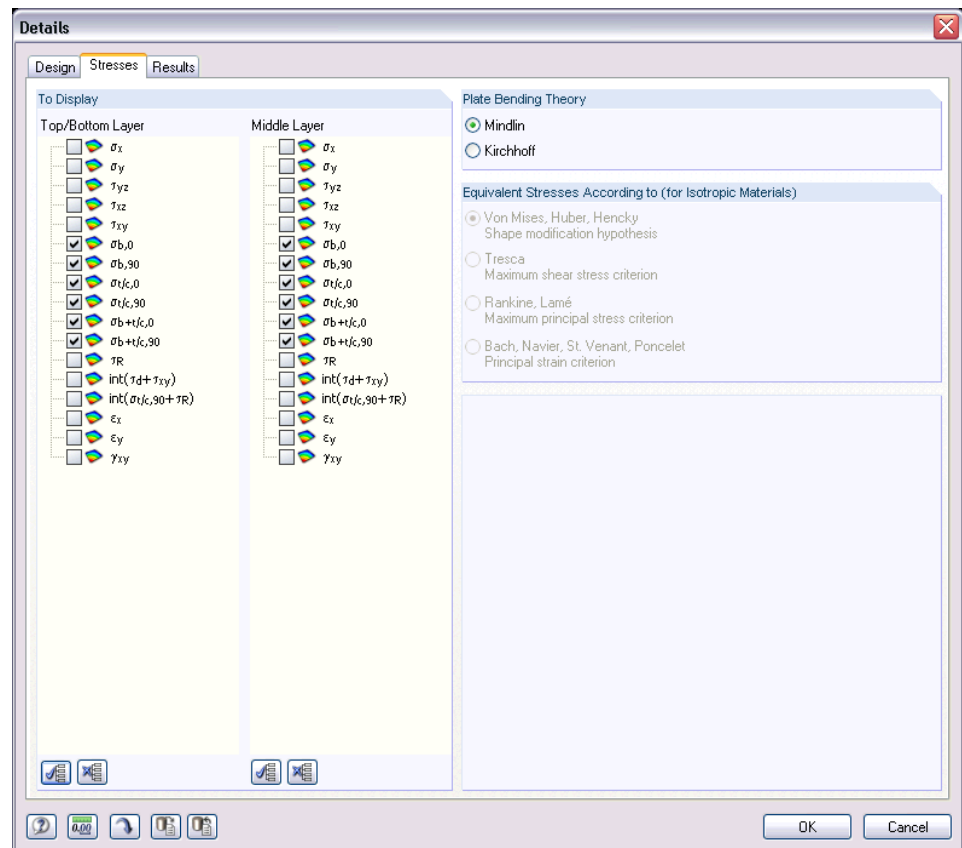 Details
Design Stresses Results
To Display
Top/Bottom Layer
σx
σy
τyz
τxz
τxy
σb,0
σb,90
σt/c,0
σt/c,90
σb+t/c,0
σb+t/c,90
τR
int(τd+τxy)
int(σt/c,90+τR)
εx
εy
γxy
Middle Layer
σx
σy
τyz
τxz
τxy
σb,0
σb,90
σt/c,0
σt/c,90
σb+t/c,0
σb+t/c,90
τR
int(τd+τxy)
int(σt/c,90+τR)
εx
εy
γxy
Plate Bending Theory
Mindlin
Kirchhoff
Equivalent Stresses According to (for Isotropic Materials)
Von Mises, Huber, Hencky
Shape modification hypothesis
Tresca
Maximum shear stress criterion
Rankine, Lamé
Maximum principal stress criterion
Bach, Navier, St. Venant, Poncelet
Principal strain criterion
0.00
OK Cancel